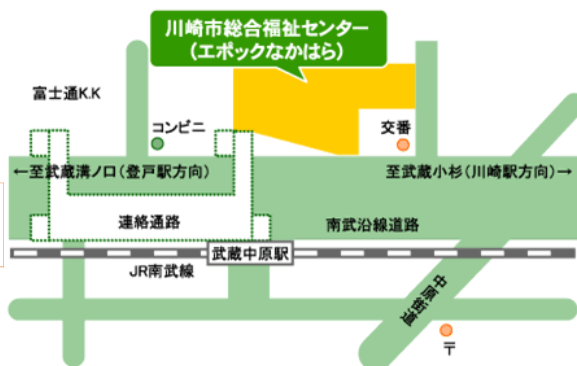 川崎市総合福祉センター
（エポックなかはら）
富士通K.K
コンビニ
交番
←至武蔵溝ノ口（登戸駅方向）
至武蔵小杉（川崎駅方向）→
連絡通路
南武沿線道路
武蔵中原駅
JR南武線
中原街道
〒